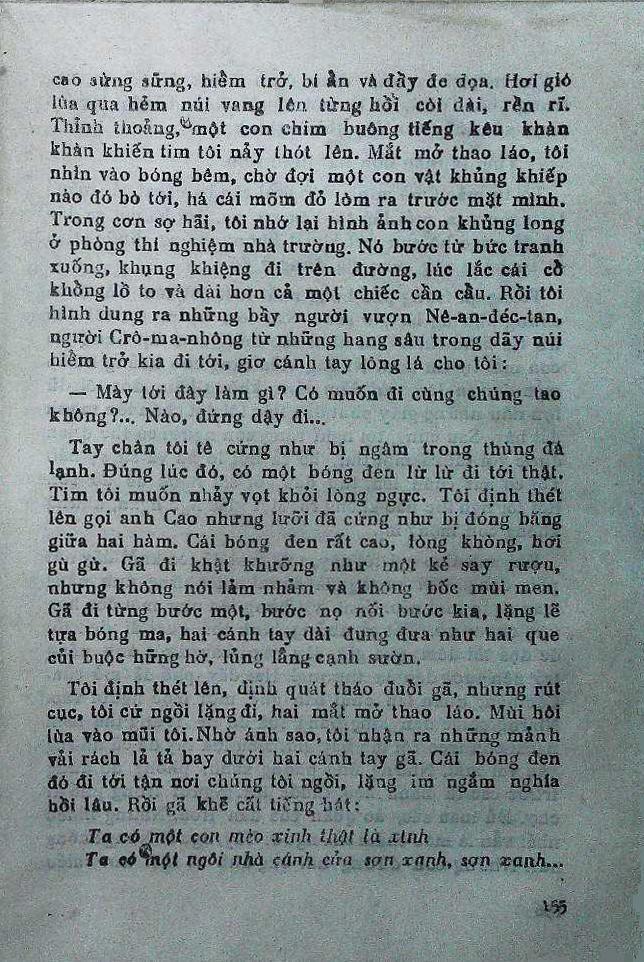 cao sừng sững, hiểm trở, bí ẩn và đầy đe dọa. Hơi gió
lùa qua hẻm núi vang lên từng hồi còi dài, rền rĩ.
Thỉnh thoảng, một con chim buông tiếng kêu khàn
khàn khiến tim tôi nảy thót lên. Mắt mở thao láo, tôi
nhìn vào bóng bêm, chờ đợi một con vật khủng khiếp
nào đó bò tới, há cái mõm đỏ lòm ra trước mặt mình.
Trong cơn sợ hãi, tôi nhớ lại hình ảnh con khủng long
ở phòng thí nghiệm nhà trường. Nó bước từ bức tranh
xuống, khụng khiệng đi trên đường, lúc lắc cái cổ
khổng lồ to và dài hơn cả một chiếc cần cầu. Rồi tôi
hình dung ra những bầy người vượn Nê-an-đéc-tan,
người Crô-ma-nhông từ những hang sâu trong dãy núi
hiểm trở kia đi tới, giơ cánh tay lông lá cho tôi:
— Mày tới đây làm gì? Có muốn đi cùng chúng tao
không?... Nào, đứng dậy đi...
Tay chân tôi tê cứng như bị ngâm trong thùng đá
lạnh. Đúng lúc đó, có một bóng đen lừ lừ đi tới thật.
Tim tôi muốn nhảy vọt khỏi lòng ngực. Tôi định thét
lên gọi anh Cao nhưng lưỡi đã cứng như bị đóng băng
giữa hai hàm. Cái bóng đen rất cao, lòng khòng, hơi
gù gù. Gã đi khật khưỡng như một kẻ say rượu,
nhưng không nói lảm nhảm và không bốc mùi men.
Gã đi từng bước một, bước nọ nối bước kia, lặng lẽ
tựa bóng ma, hai cánh tay dài đung đưa như hai que
củi buộc hững hờ, lủng lẳng cạnh sườn.
Tôi định thét lên, định quát tháo đuổi gã, nhưng rút
cục, tôi cứ ngồi lặng đi, hai mắt mở thao láo. Mùi hôi
lùa vào mũi tôi. Nhờ ánh sao, tôi nhận ra những mảnh
vải rách lả tả bay dưới hai cánh tay gã. Cái bóng đen
đó đi tới tận nơi chúng tôi ngồi, lặng im ngắm nghía
hồi lâu. Rồi gã khẽ cất tiếng hát:
Ta có một con mèo xinh thật là xinh
Ta có một ngôi nhà cánh cửa sơn xanh, sơn xanh...
155